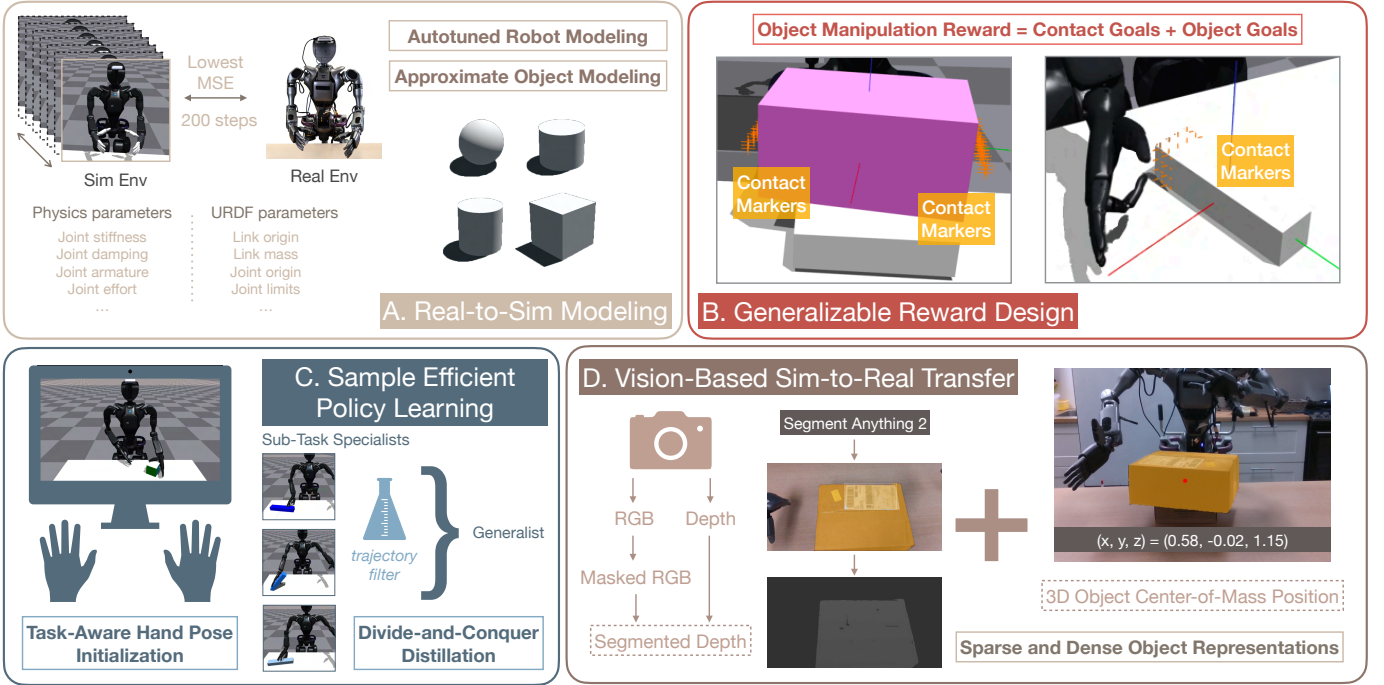 Lowest
MSE
200 steps
Sim Env
Real Env
Autotuned Robot Modeling
Approximate Object Modeling
Physics parameters
Joint stiffness
Joint damping
Joint armature
Joint effort
...
URDF parameters
Link origin
Link mass
Joint origin
Joint limits
...
A. Real-to-Sim Modeling
Object Manipulation Reward = Contact Goals + Object Goals
Contact
Markers
Contact
Markers
Contact
Markers
B. Generalizable Reward Design
C. Sample Efficient
Policy Learning
Sub-Task Specialists
trajectory
filter
Generalist
Task-Aware Hand Pose
Initialization
Divide-and-Conquer
Distillation
D. Vision-Based Sim-to-Real Transfer
RGB
Depth
Masked RGB
Segmented Depth
Segment Anything 2
(x, y, z) = (0.58, -0.02, 1.15)
3D Object Center-of-Mass Position
Sparse and Dense Object Representations